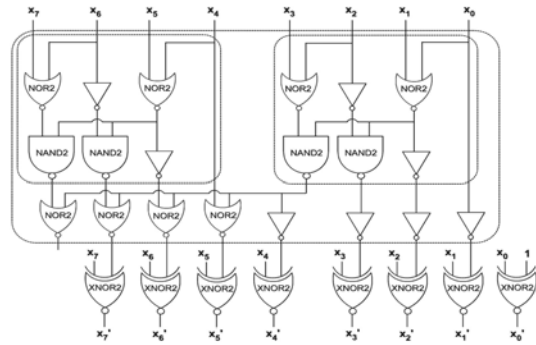 x7 x6 x5 x4 x3 x2 x1 x0
NOR2 NOR2 NOR2 NOR2
NAND2 NAND2 NAND2 NAND2
NOR2 NOR2 NOR2 NOR2
x7 x6 x5 x4 x3 x2 x1 x0 1
XNOR2 XNOR2 XNOR2 XNOR2 XNOR2 XNOR2 XNOR2 XNOR2
x7' x6' x5' x4' x3' x2' x1' x0'